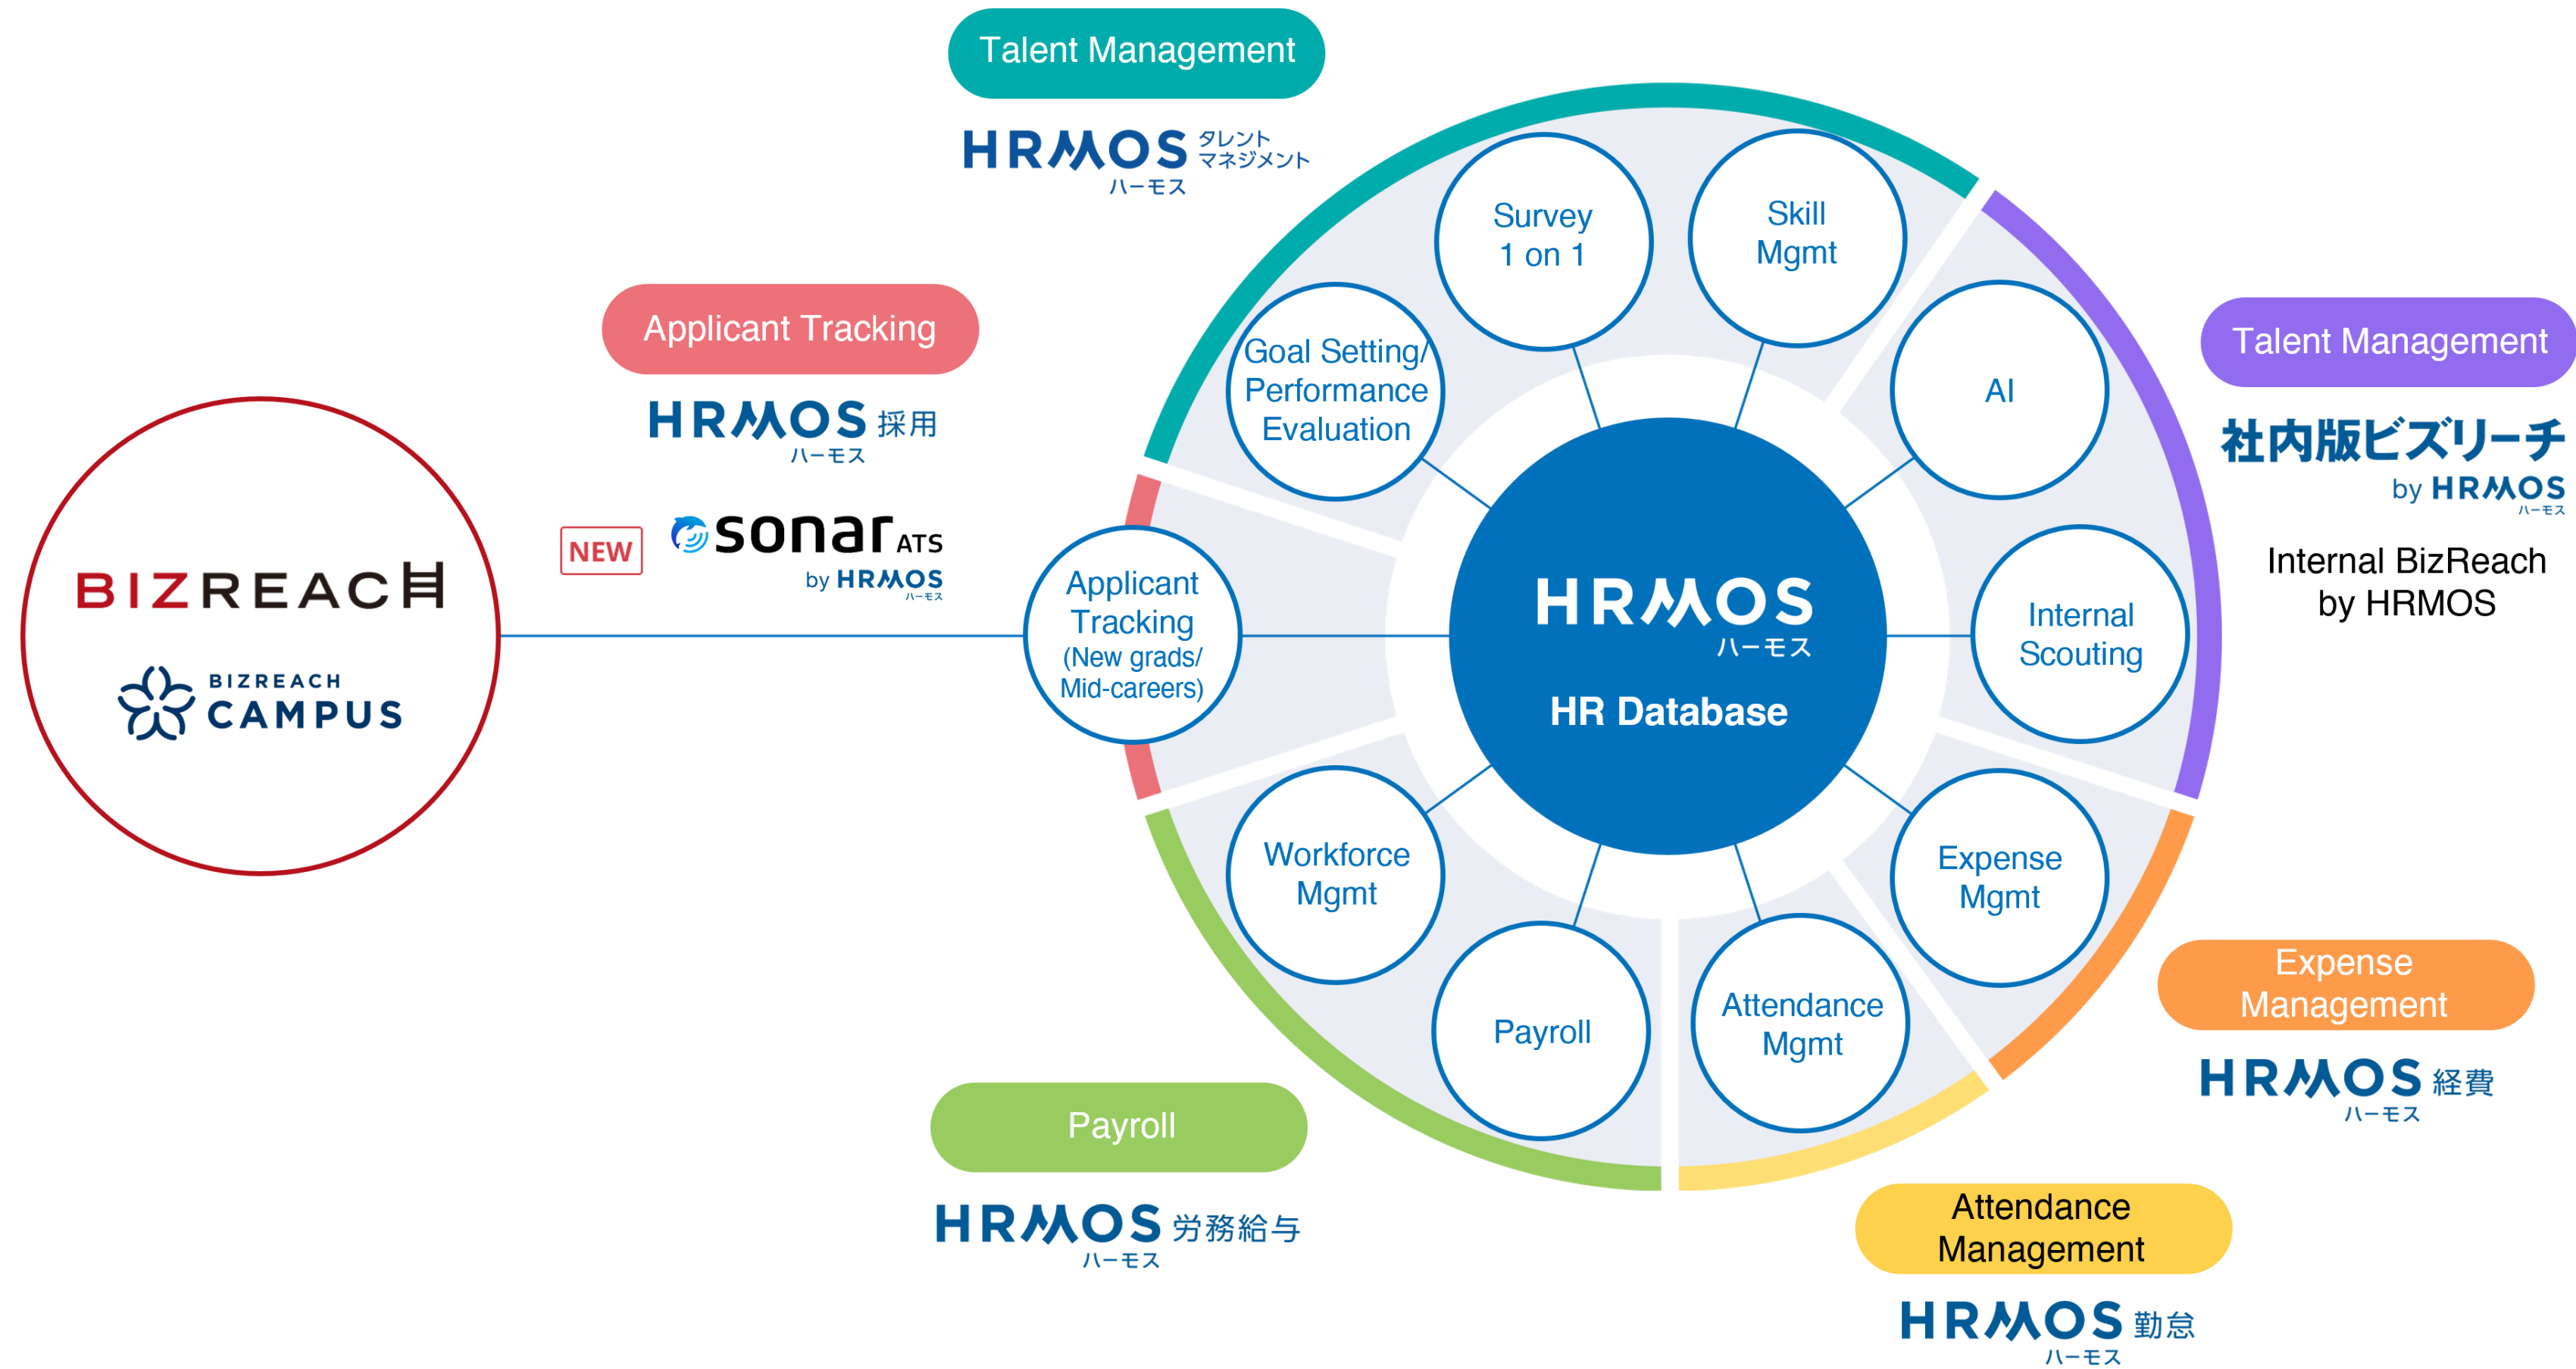 Talent Management
HRMOS タレント
マネジメント
ハーモス
Applicant Tracking
HRMOS 採用
ハーモス
NEW
sonar ATS
by HRMOS
ハーモス
BIZREACH
BIZREACH
CAMPUS
Survey
1 on 1
Skill
Mgmt
Goal Setting/
Performance
Evaluation
AI
Applicant
Tracking
(New grads/
Mid-careers)
HRMOS
ハーモス
HR Database
Internal
Scouting
Workforce
Mgmt
Expense
Mgmt
Payroll
Attendance
Mgmt
Talent Management
社内版ビズリーチ
by HRMOS
ハーモス
Internal BizReach
by HRMOS
Expense
Management
HRMOS 経費
ハーモス
Payroll
HRMOS 労務給与
ハーモス
Attendance
Management
HRMOS 勤怠
ハーモス